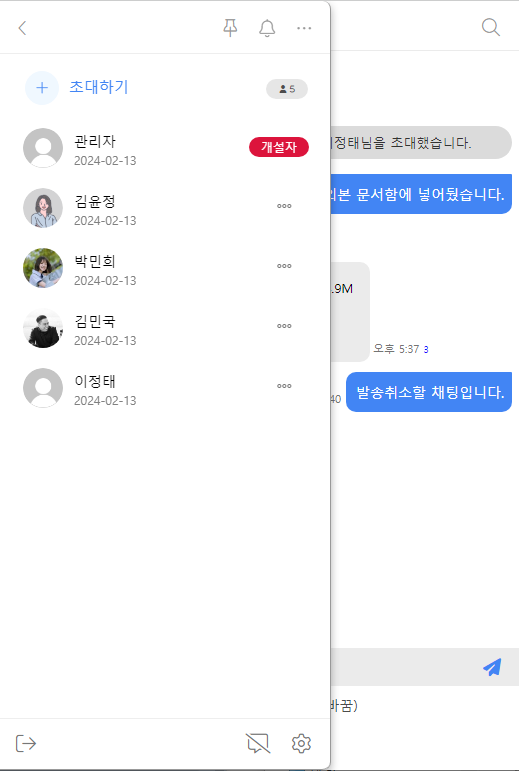 초대하기
5
관리자
2024-02-13
개설자
김윤정
2024-02-13
박민희
2024-02-13
김민국
2024-02-13
이정태
2024-02-13
이정태님을 초대했습니다.
문서함에 넣어뒀습니다.
.9M
오후 5:37 3
40
발송취소할 채팅입니다.
바꿈)